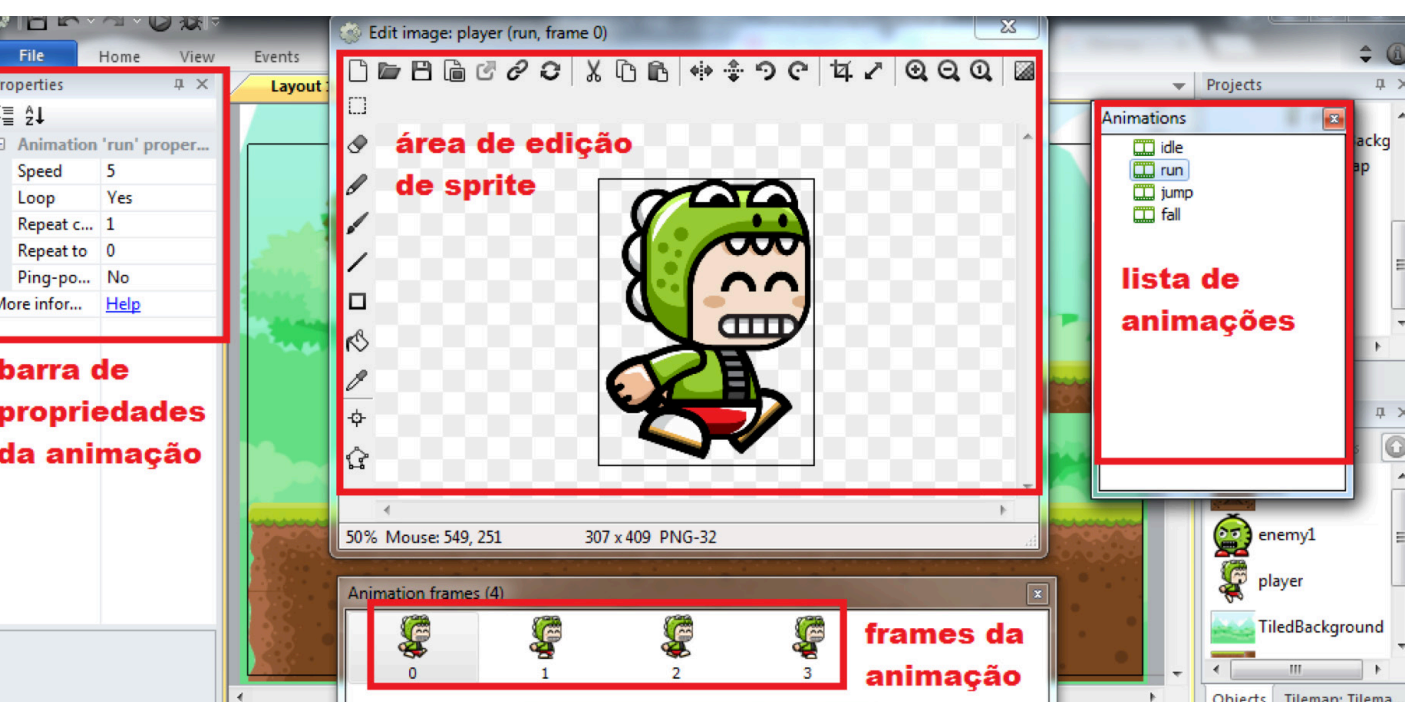 Edit image: player (run, frame 0)
File Home View Events
roperties
Layout
Projects
Animation 'run' proper...
Speed 5
Loop Yes
Repeat c... 1
Repeat to 0
Ping-po... No
More infor... Help
barra de
propriedades
da animação
área de edição
de sprite
50% Mouse: 549, 251 307 x 409 PNG-32
Animations
idle
run
jump
fall
lista de
animações
ackg
ap
enemy1
player
TiledBackground
Objects Tilemap: Tilema
Animation frames (4)
0 1 2 3
frames da
animação